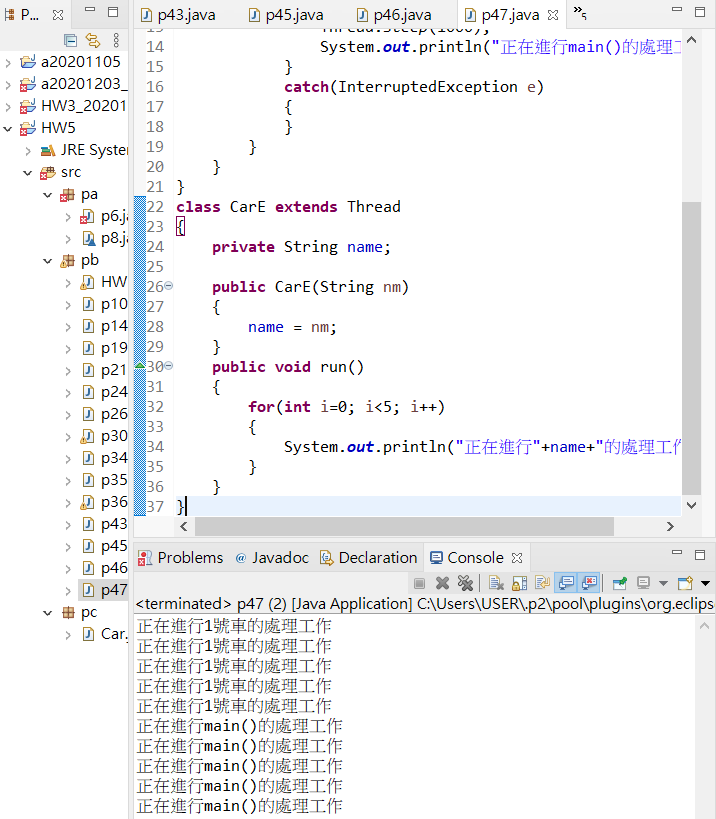 P...
p43.java
p45.java
p46.java
p47.java
5
a20201105
a20201203_
HW3_20201
HW5
JRE Syster
src
pa
p6.ja
p8.ja
pb
HW
p10
p14
p19
p21
p24
p26
p30
p34
p35
p36
p43
p45
p46
p47
pc
Car.
13 Thread.sleep(1000);
14 System.out.println("正在進行main()的處理工
15 }
16 catch(InterruptedException e)
17 {
18 }
19 }
20 }
21 }
22 class CarE extends Thread
23 {
24 private String name;
25
26 public CarE(String nm)
27 {
28 name = nm;
29 }
30 public void run()
31 {
32 for(int i=0; i<5; i++)
33 {
34 System.out.println("正在進行"+name+"的處理工作
35 }
36 }
37 }
Problems @ Javadoc Declaration Console
<terminated> p47 (2) [Java Application] C:\Users\USER\.p2\pool\plugins\org.eclips
正在進行1號車的處理工作
正在進行1號車的處理工作
正在進行1號車的處理工作
正在進行1號車的處理工作
正在進行1號車的處理工作
正在進行main()的處理工作
正在進行main()的處理工作
正在進行main()的處理工作
正在進行main()的處理工作
正在進行main()的處理工作